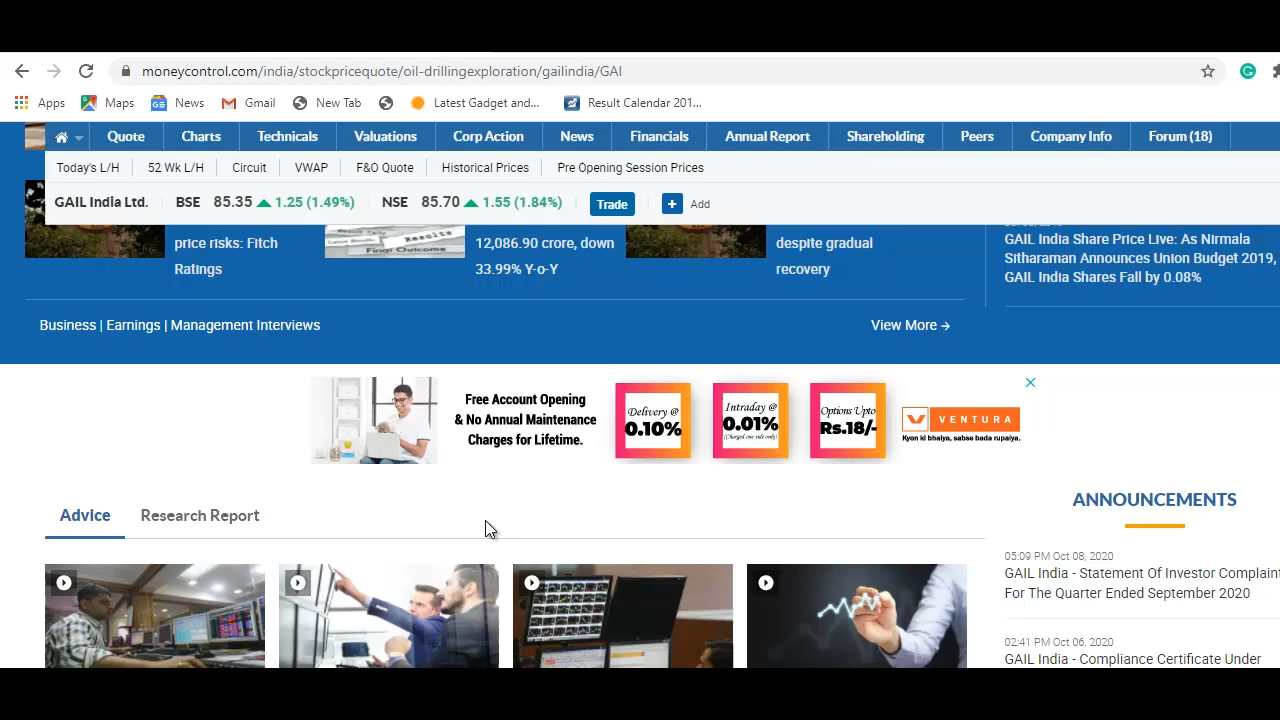 moneycontrol.com/india/stockpricequote/oil-drillingexploration/gailindia/GAI
Apps Maps News Gmail New Tab Latest Gadget and... Result Calendar 201...
Quote Charts Technicals Valuations Corp Action News Financials Annual Report Shareholding Peers Company Info Forum (18)
Today's L/H 52 Wk L/H Circuit VWAP F&O Quote Historical Prices Pre Opening Session Prices
GAIL India Ltd. BSE 85.35 1.25 (1.49%) NSE 85.70 1.55 (1.84%) Trade + Add
price risks: Fitch
Ratings
Results
Final Outcome
12,086.90 crore, down
33.99% Y-o-Y
despite gradual
recovery
GAIL India Share Price Live: As Nirmala
Sitharaman Announces Union Budget 2019,
GAIL India Shares Fall by 0.08%
Business | Earnings | Management Interviews
View More →
Free Account Opening
& No Annual Maintenance
Charges for Lifetime.
Delivery @
0.10%
Intraday @
0.01%
(Charged one side only)
Options Upto
Rs.18/-
VENTURA
Kyon ki bhaiya, sabse bada rupaiya.
Advice Research Report
ANNOUNCEMENTS
05:09 PM Oct 08, 2020
GAIL India - Statement Of Investor Complain
For The Quarter Ended September 2020
02:41 PM Oct 06, 2020
GAIL India - Compliance Certificate Under